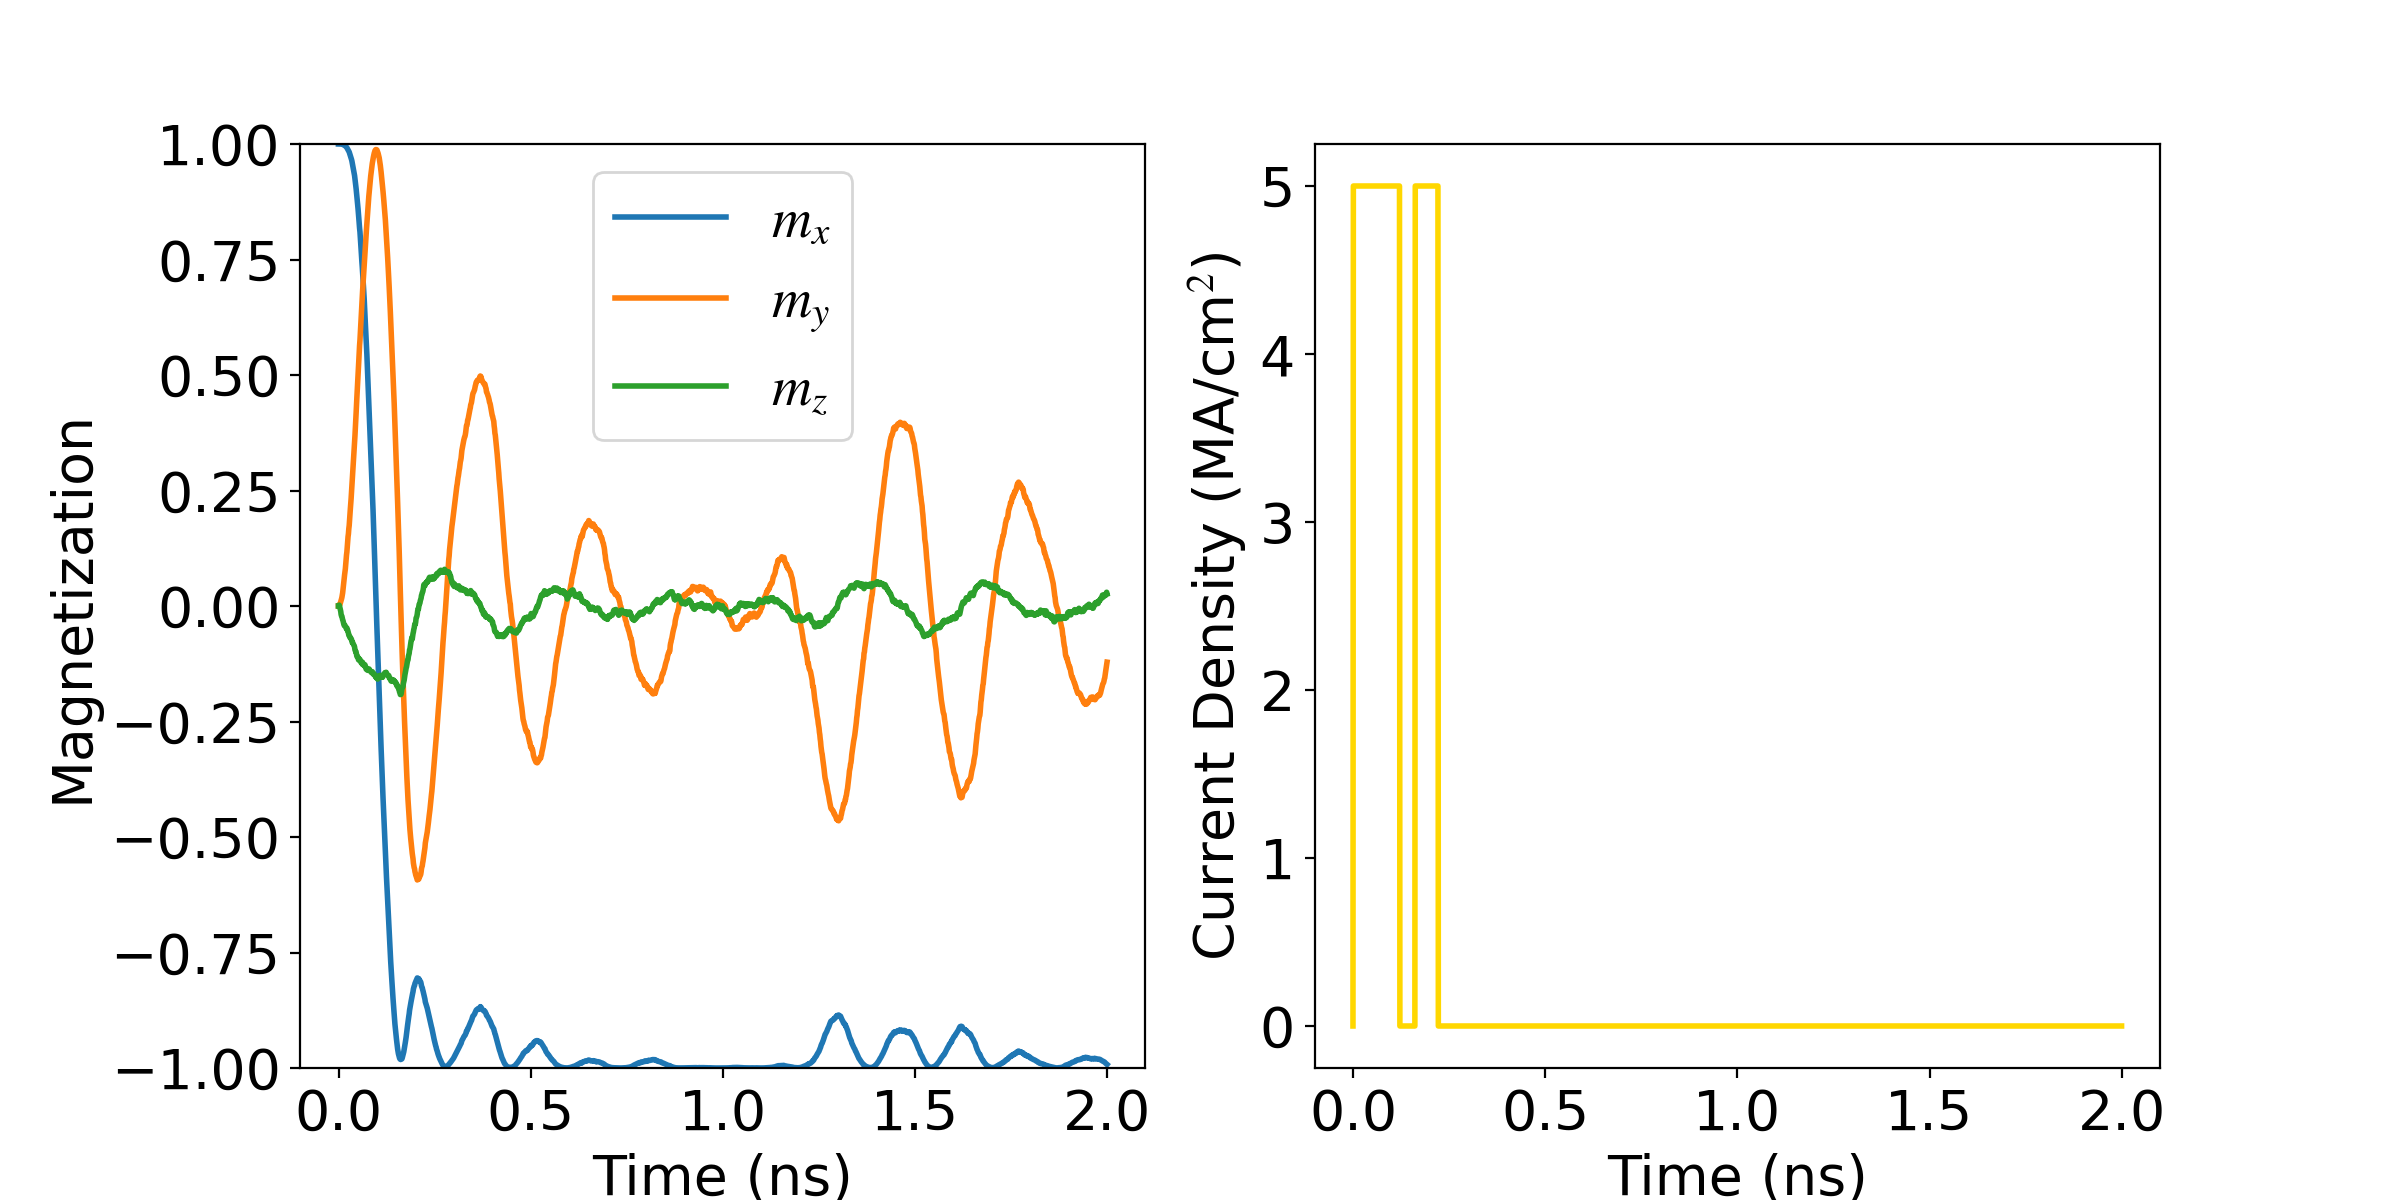 1.00
0.75
0.50
0.25
0.00
−0.25
−0.50
−0.75
−1.00
Magnetization
0.0 0.5 1.0 1.5 2.0
Time (ns)
m_x
m_y
m_z
5
4
3
2
1
0
Current Density (MA/cm²)
0.0 0.5 1.0 1.5 2.0
Time (ns)